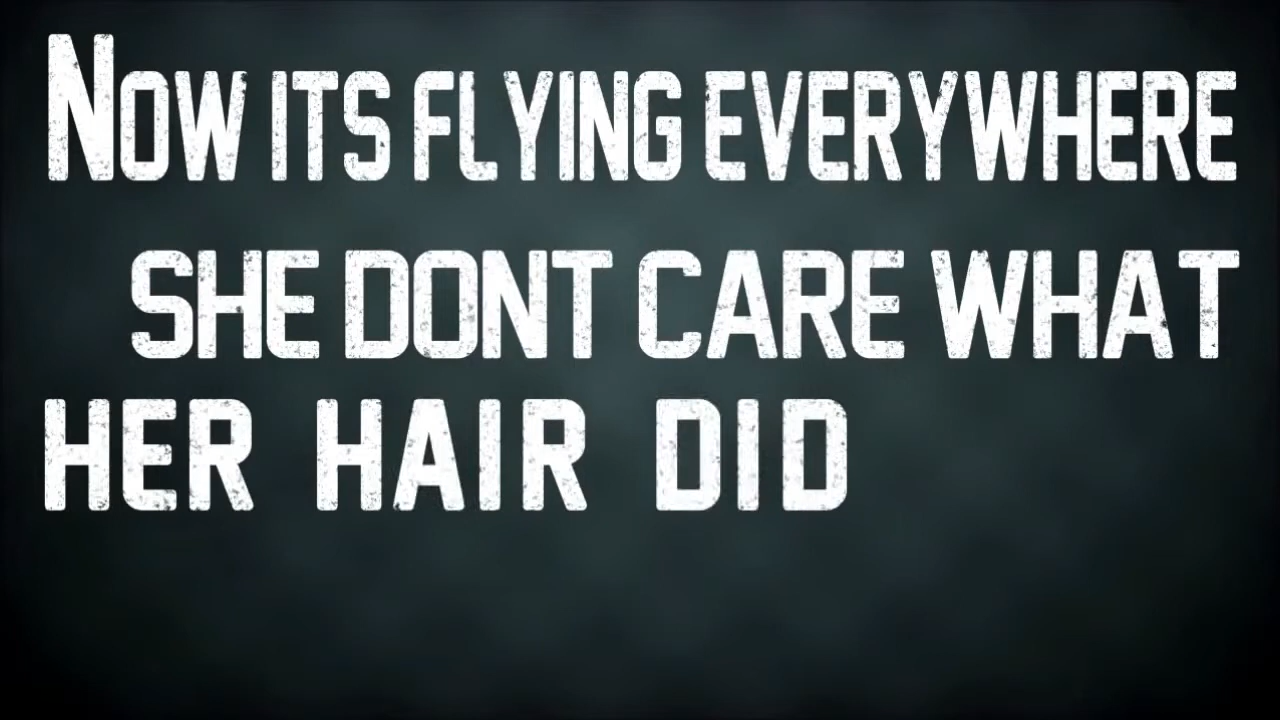 Now its flying everywhere
she dont care what
her hair did